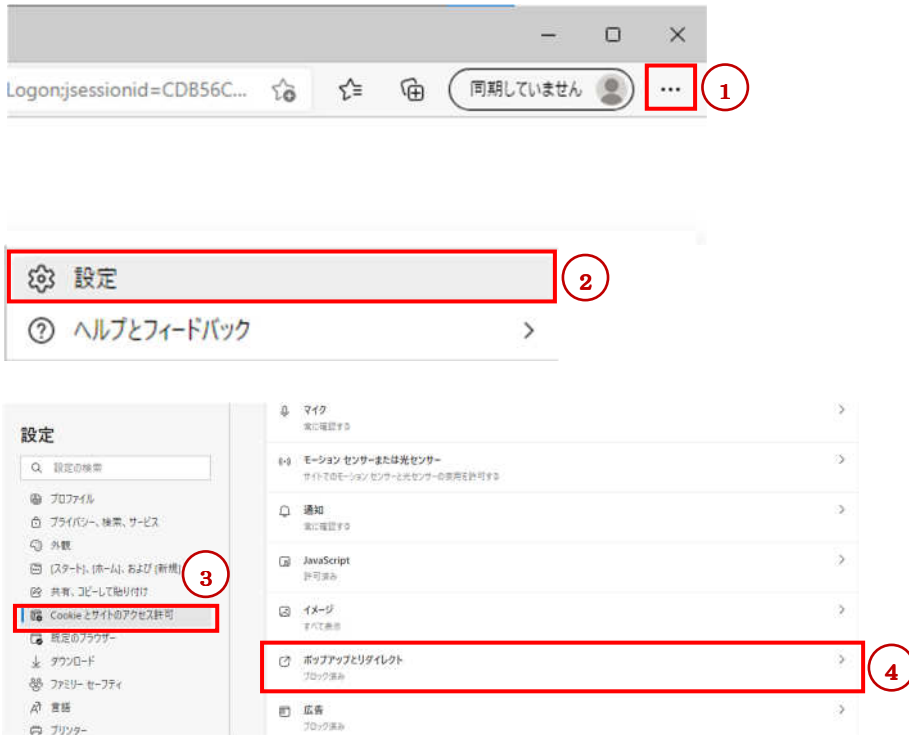 Logon;jsessionid=CDB56C...
同期していません
...
1
設定
2
ヘルプとフィードバック
設定
設定の検索
プロファイル
プライバシー、検索、サービス
外観
[スタート]、[ホーム]、および [新規]
3
共有、コピーして貼り付け
Cookie とサイトのアクセス許可
既定のブラウザー
ダウンロード
ファミリー セーフティ
言語
プリンター
マイク
常に確認する
モーション センサーまたは光センサー
サイトでのモーション センサーと光センサーの使用を許可する
通知
常に確認する
JavaScript
許可済み
イメージ
すべて表示
ポップアップとリダイレクト
ブロック済み
4
広告
ブロック済み